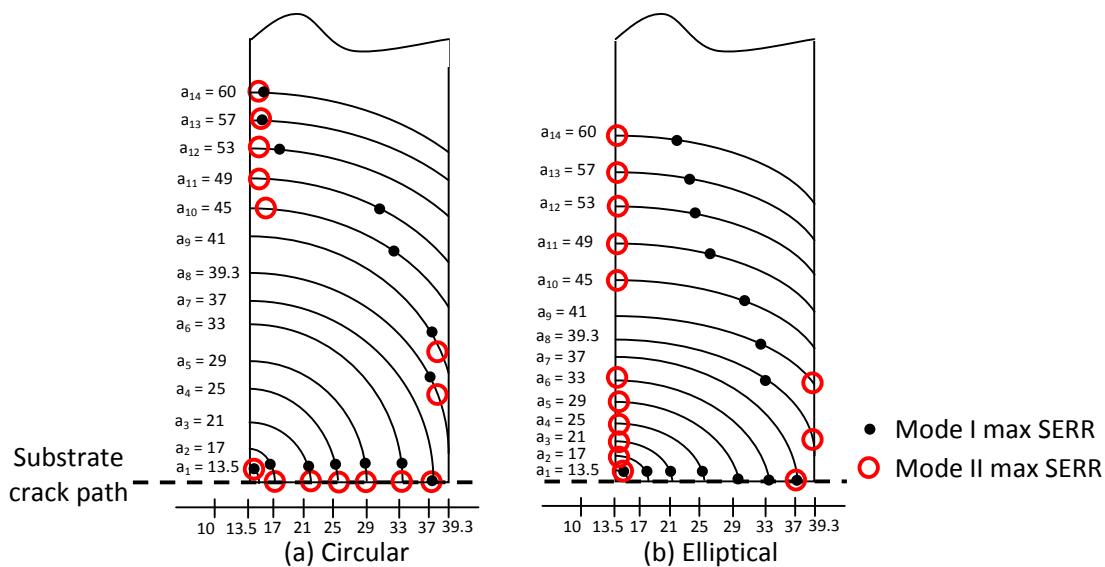 a14 = 60
a13 = 57
a12 = 53
a11 = 49
a10 = 45
a9 = 41
a8 = 39.3
a7 = 37
a6 = 33
a5 = 29
a4 = 25
a3 = 21
a2 = 17
a1 = 13.5
Substrate
crack path
10 13.5 17 21 25 29 33 37 39.3
(a) Circular
a14 = 60
a13 = 57
a12 = 53
a11 = 49
a10 = 45
a9 = 41
a8 = 39.3
a7 = 37
a6 = 33
a5 = 29
a4 = 25
a3 = 21
a2 = 17
a1 = 13.5
10 13.5 17 21 25 29 33 37 39.3
(b) Elliptical
Mode I max SERR
Mode II max SERR